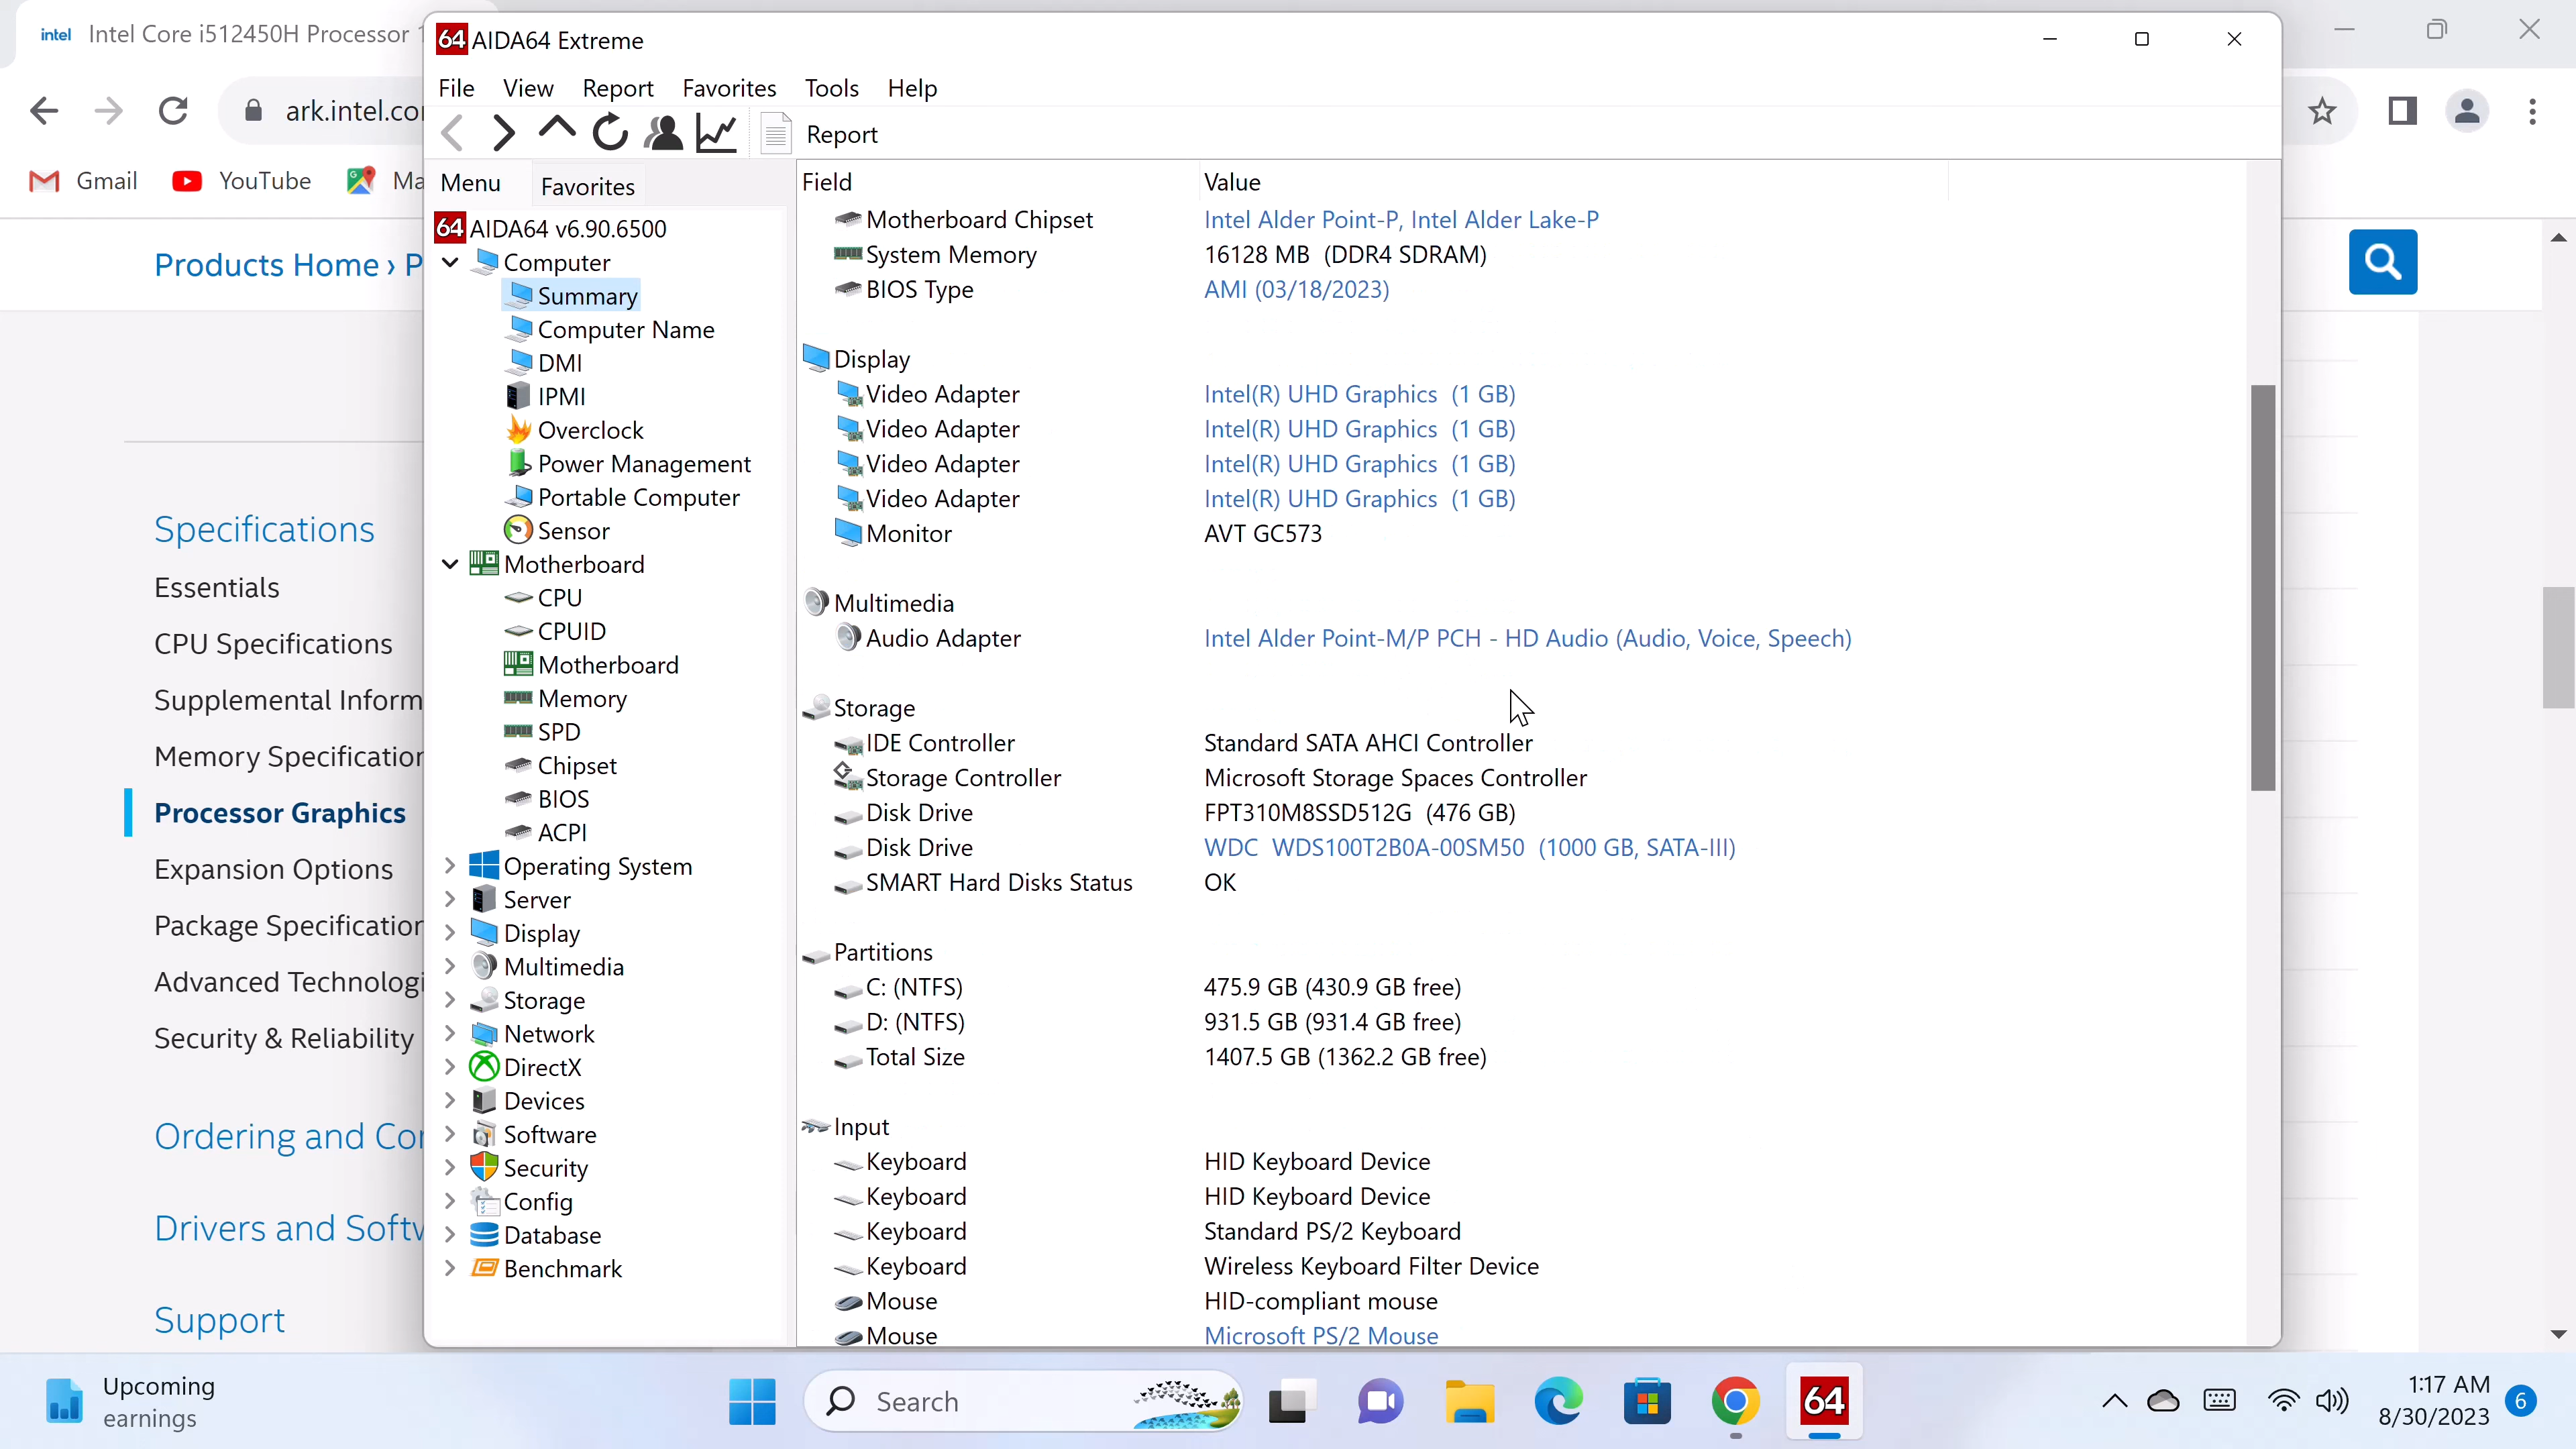 intel Intel Core i512450H Processor
ark.intel.co
Gmail
YouTube
Ma
Products Home › P
Specifications
Essentials
CPU Specifications
Supplemental Inform
Memory Specification
Processor Graphics
Expansion Options
Package Specification
Advanced Technologi
Security & Reliability
Ordering and Co
Drivers and Softw
Support
64 AIDA64 Extreme
File View Report Favorites Tools Help
Report
Menu Favorites
64 AIDA64 v6.90.6500
Computer
Summary
Computer Name
DMI
IPMI
Overclock
Power Management
Portable Computer
Sensor
Motherboard
CPU
CPUID
Motherboard
Memory
SPD
Chipset
BIOS
ACPI
Operating System
Server
Display
Multimedia
Storage
Network
DirectX
Devices
Software
Security
Config
Database
Benchmark
Field Value
Motherboard Chipset Intel Alder Point-P, Intel Alder Lake-P
System Memory 16128 MB (DDR4 SDRAM)
BIOS Type AMI (03/18/2023)
Display
Video Adapter Intel(R) UHD Graphics (1 GB)
Video Adapter Intel(R) UHD Graphics (1 GB)
Video Adapter Intel(R) UHD Graphics (1 GB)
Video Adapter Intel(R) UHD Graphics (1 GB)
Monitor AVT GC573
Multimedia
Audio Adapter Intel Alder Point-M/P PCH - HD Audio (Audio, Voice, Speech)
Storage
IDE Controller Standard SATA AHCI Controller
Storage Controller Microsoft Storage Spaces Controller
Disk Drive FPT310M8SSD512G (476 GB)
Disk Drive WDC WDS100T2B0A-00SM50 (1000 GB, SATA-III)
SMART Hard Disks Status OK
Partitions
C: (NTFS) 475.9 GB (430.9 GB free)
D: (NTFS) 931.5 GB (931.4 GB free)
Total Size 1407.5 GB (1362.2 GB free)
Input
Keyboard HID Keyboard Device
Keyboard HID Keyboard Device
Keyboard Standard PS/2 Keyboard
Keyboard Wireless Keyboard Filter Device
Mouse HID-compliant mouse
Mouse Microsoft PS/2 Mouse
Upcoming
earnings
Search
64
1:17 AM
8/30/2023
6